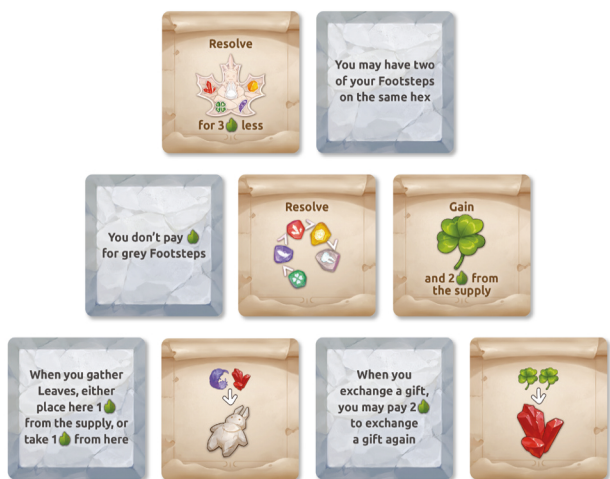 Resolve
for 3 less
You may have two
of your Footsteps
on the same hex
You don't pay
for grey Footsteps
Resolve
Gain
and 2 from
the supply
When you gather
Leaves, either
place here 1
from the supply, or
take 1 from here
When you
exchange a gift,
you may pay 2
to exchange
a gift again